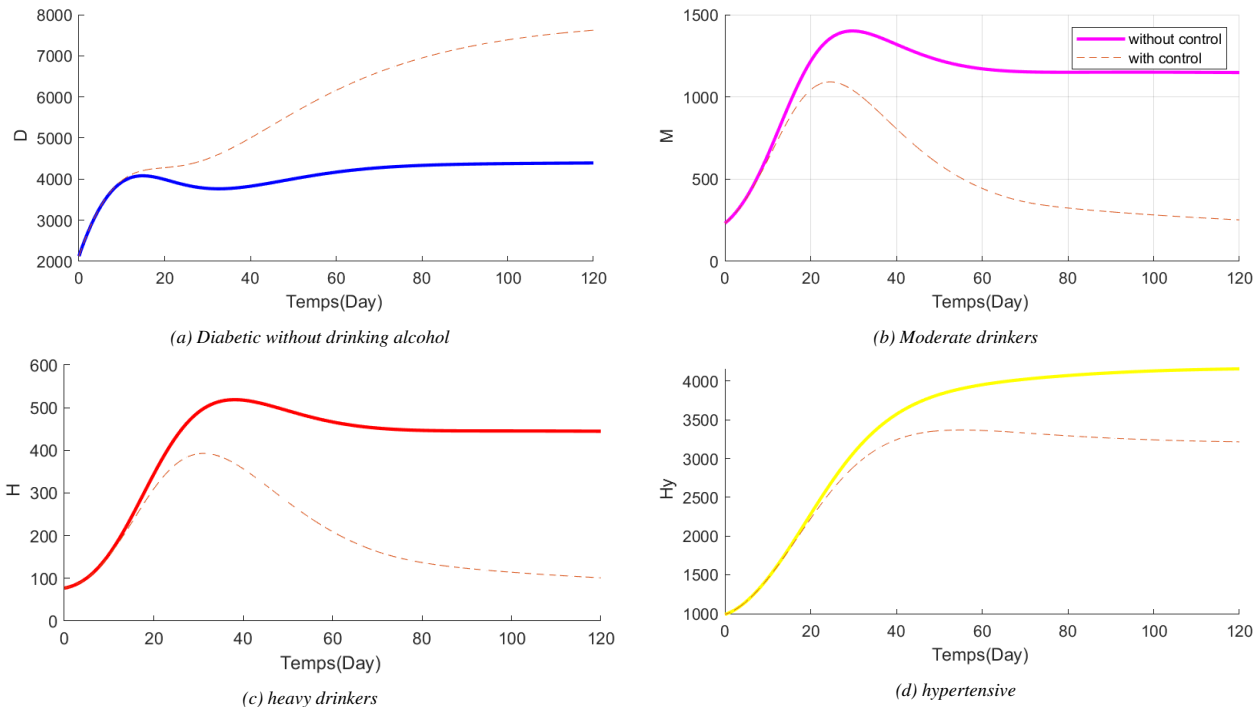 8000
7000
6000
5000
4000
3000
2000
D
0 20 40 60 80 100 120
Temps(Day)
(a) Diabetic without drinking alcohol
1500
1000
500
0
M
without control
with control
0 20 40 60 80 100 120
Temps(Day)
(b) Moderate drinkers
600
500
400
300
200
100
0
H
0 20 40 60 80 100 120
Temps(Day)
(c) heavy drinkers
4000
3500
3000
2500
2000
1500
1000
Hy
0 20 40 60 80 100 120
Temps(Day)
(d) hypertensive